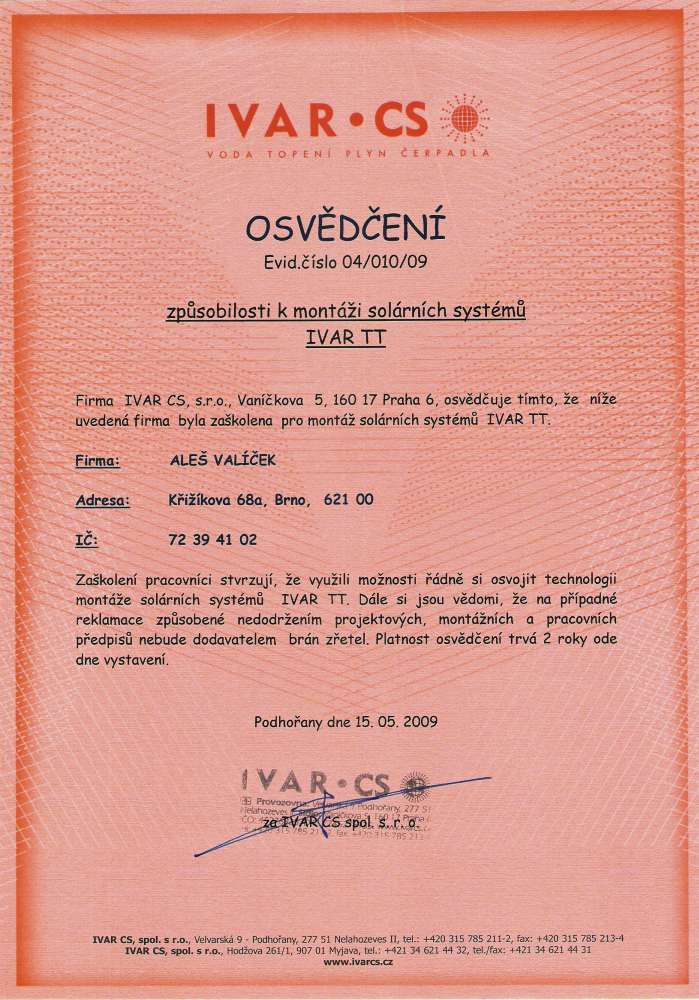 IVAR • CS
VODA TOPENÍ PLYN ČERPADLA
OSVĚDČENÍ
Evid.číslo 04/010/09
způsobilosti k montáži solárních systémů
IVAR TT
Firma IVAR CS, s.r.o., Vaníčkova 5, 160 17 Praha 6, osvědčuje tímto, že níže
uvedená firma byla zaškolena pro montáž solárních systémů IVAR TT.
Firma: ALEŠ VALÍČEK
Adresa: Křižíkova 68a, Brno, 621 00
IČ: 72 39 41 02
Zaškolení pracovníci stvrzují, že využili možnosti řádně si osvojit technologii
montáže solárních systémů IVAR TT. Dále si jsou vědomi, že na případné
reklamace způsobené nedodržením projektových, montážních a pracovních
předpisů nebude dodavatelem brán zřetel. Platnost osvědčení trvá 2 roky ode
dne vystavení.
Podhořany dne 15. 05. 2009
IVAR • CS
Provozovna: Podhořany, 277 51
Nelahozeves 160 17 Praha
za IVAR CS spol. s. r. o.
IVAR CS, spol. s r.o., Velvarská 9 - Podhořany, 277 51 Nelahozeves II, tel.: +420 315 785 211-2, fax: +420 315 785 213-4
IVAR CS, spol. s r.o., Hodžova 261/1, 907 01 Myjava, tel.: +421 34 621 44 32, tel./fax: +421 34 621 44 31
www.ivarcs.cz